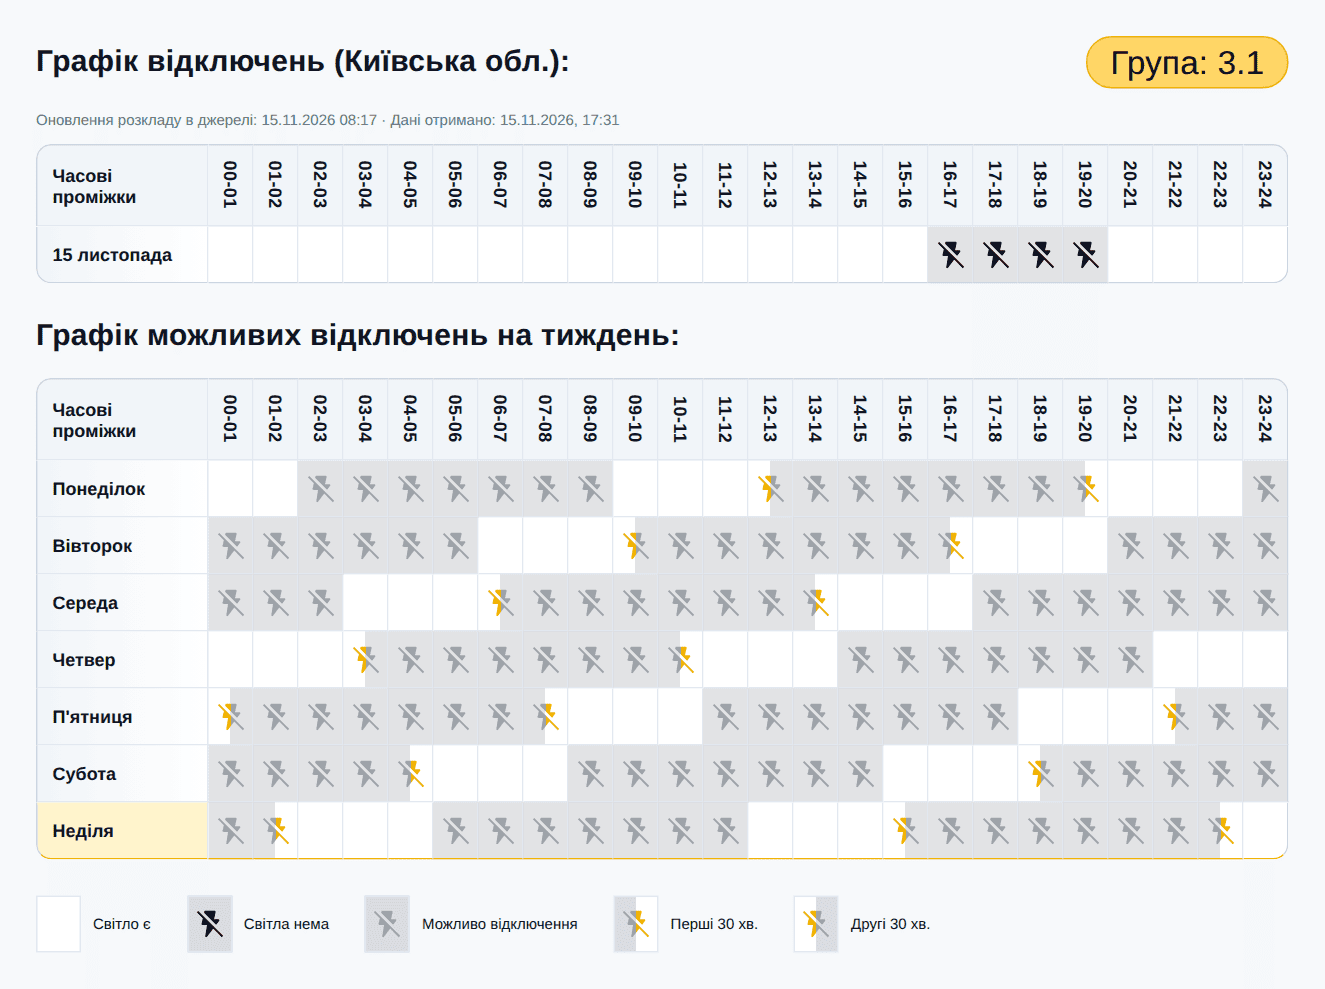 Графік відключень (Київська обл.):
Група: 3.1
Оновлення розкладу в джерелі: 15.11.2026 08:17 · Дані отримано: 15.11.2026, 17:31
Часові
проміжки
00-01 01-02 02-03 03-04 04-05 05-06 06-07 07-08 08-09 09-10 10-11 11-12 12-13 13-14 14-15 15-16 16-17 17-18 18-19 19-20 20-21 21-22 22-23 23-24
15 листопада
Графік можливих відключень на тиждень:
Часові
проміжки
00-01 01-02 02-03 03-04 04-05 05-06 06-07 07-08 08-09 09-10 10-11 11-12 12-13 13-14 14-15 15-16 16-17 17-18 18-19 19-20 20-21 21-22 22-23 23-24
Понеділок
Вівторок
Середа
Четвер
П'ятниця
Субота
Неділя
Світло є
Світла нема
Можливо відключення
Перші 30 хв.
Другі 30 хв.